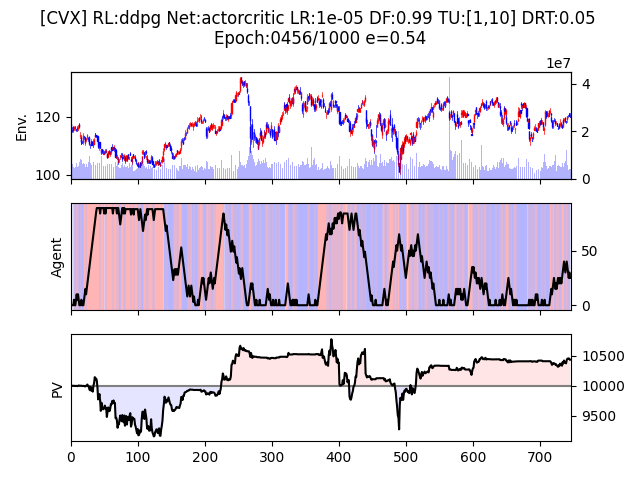 [CVX] RL:ddpg Net:actorcritic LR:1e-05 DF:0.99 TU:[1,10] DRT:0.05
Epoch:0456/1000 e=0.54
1e7
Env.
120
100
4
2
0
Agent
50
0
PV
10500
10000
9500
0 100 200 300 400 500 600 700